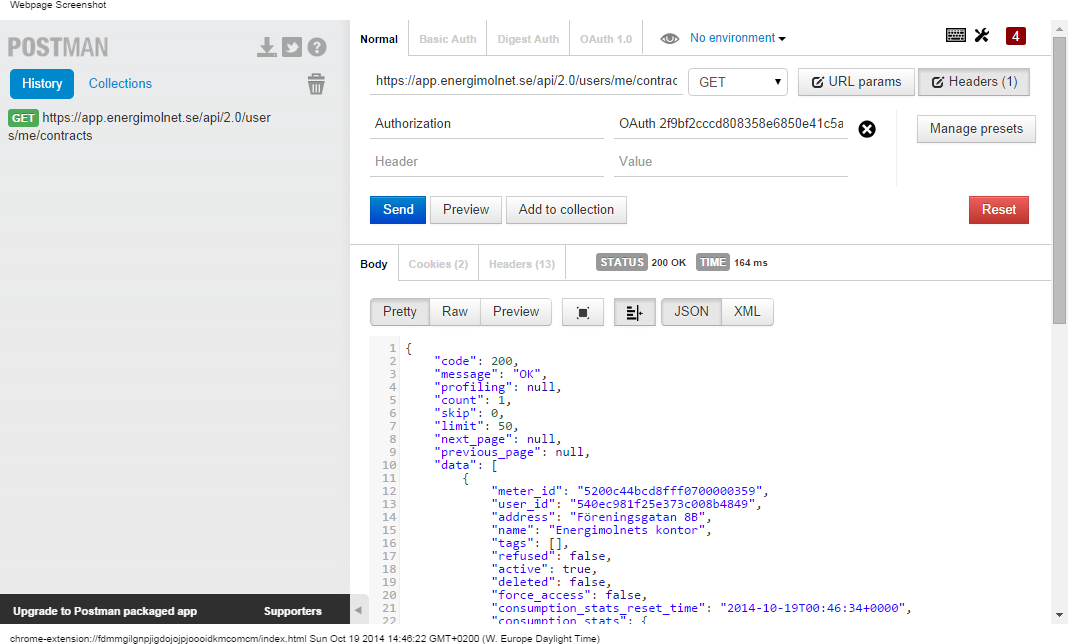 Webpage Screenshot
POSTMAN
History
Collections
GET https://app.energimolnet.se/api/2.0/user
s/me/contracts
Upgrade to Postman packaged app
Supporters
Normal
Basic Auth
Digest Auth
OAuth 1.0
No environment
4
https://app.energimolnet.se/api/2.0/users/me/contrac
GET
URL params
Headers (1)
Authorization
OAuth 2f9bf2cccd808358e6850e41c5a
Manage presets
Header
Value
Send
Preview
Add to collection
Reset
Body
Cookies (2)
Headers (13)
STATUS 200 OK
TIME 164 ms
Pretty
Raw
Preview
JSON
XML
1 {
2 "code": 200,
3 "message": "OK",
4 "profiling": null,
5 "count": 1,
6 "skip": 0,
7 "limit": 50,
8 "next_page": null,
9 "previous_page": null,
10 "data": [
11 {
12 "meter_id": "5200c44bcd8fff0700000359",
13 "user_id": "540ec981f25e373c008b4849",
14 "address": "Föreningsgatan 8B",
15 "name": "Energimolnets kontor",
16 "tags": [],
17 "refused": false,
18 "active": true,
19 "deleted": false,
20 "force_access": false,
21 "consumption_stats_reset_time": "2014-10-19T00:46:34+0000",
22 "consumption_stats": {
chrome-extension://fdmmgilgnpjigdojojpjoooidkmcomcm/index.html Sun Oct 19 2014 14:46:22 GMT+0200 (W. Europe Daylight Time)